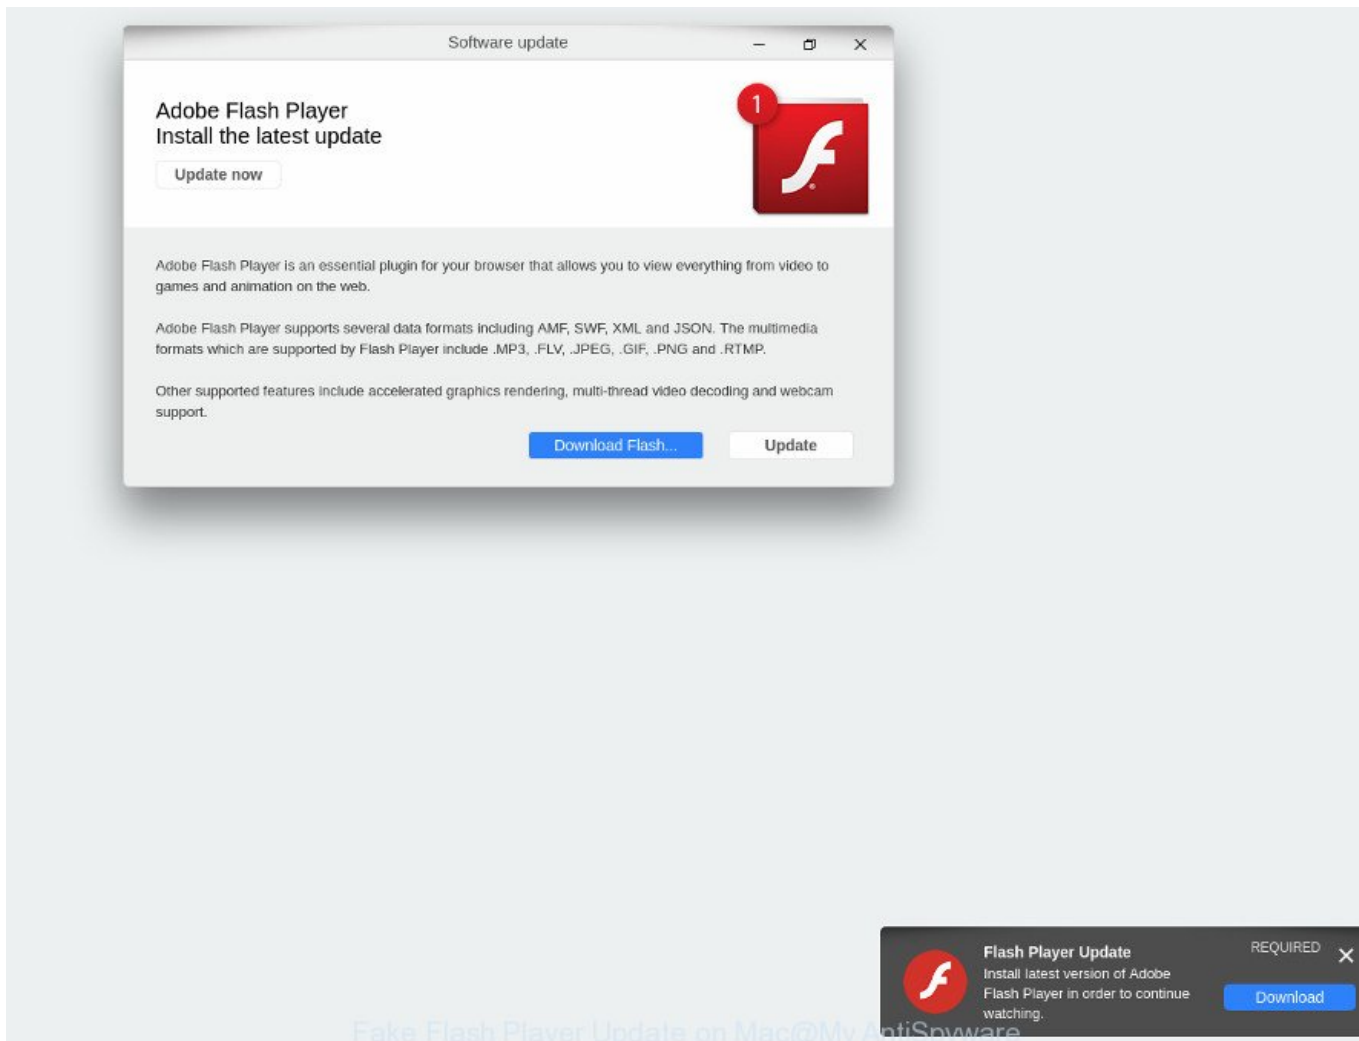 Software update
Adobe Flash Player
Install the latest update
Update now
1
Adobe Flash Player is an essential plugin for your browser that allows you to view everything from video to
games and animation on the web.
Adobe Flash Player supports several data formats including AMF, SWF, XML and JSON. The multimedia
formats which are supported by Flash Player include .MP3, .FLV, .JPEG, .GIF, .PNG and .RTMP.
Other supported features include accelerated graphics rendering, multi-thread video decoding and webcam
support.
Download Flash...
Update
Flash Player Update
REQUIRED
Install latest version of Adobe
Flash Player in order to continue
watching.
Download
Fake Flash Player Update on Mac@My AntiSpyware